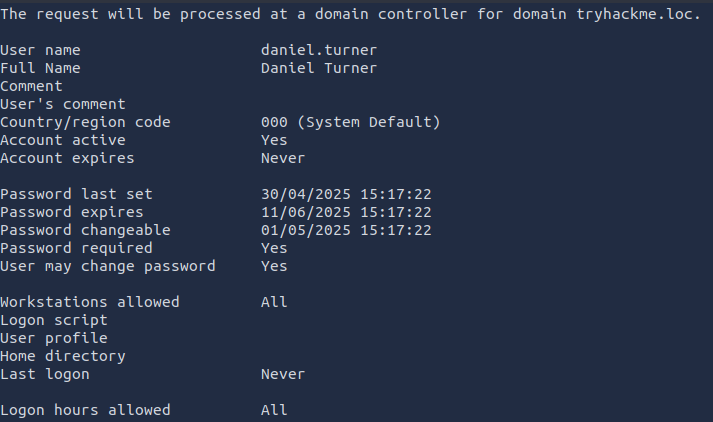 The request will be processed at a domain controller for domain tryhackme.loc.
User name daniel.turner
Full Name Daniel Turner
Comment
User's comment
Country/region code 000 (System Default)
Account active Yes
Account expires Never
Password last set 30/04/2025 15:17:22
Password expires 11/06/2025 15:17:22
Password changeable 01/05/2025 15:17:22
Password required Yes
User may change password Yes
Workstations allowed All
Logon script
User profile
Home directory
Last logon Never
Logon hours allowed All